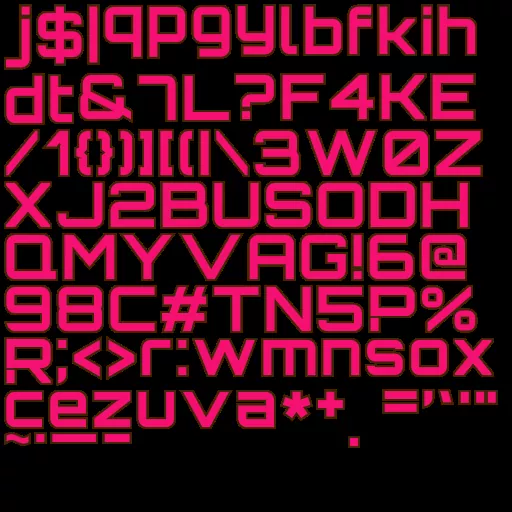 j$|qpgylbfkih
dt&7L?F4KE
/1{})][(I\3W0Z
XJ2BUSODH
QMYVAG!6@
98C#TN5P%
R;<>r:wmnsox
cezuva*+ =’‘'"
~·—– .